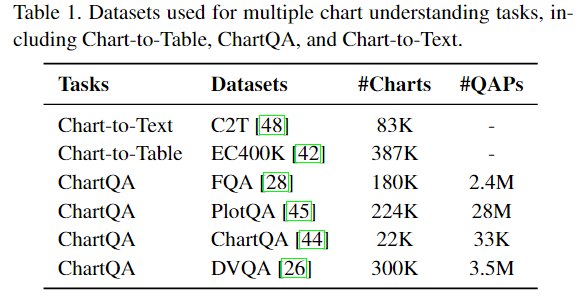 Table 1. Datasets used for multiple chart understanding tasks, in-
cluding Chart-to-Table, ChartQA, and Chart-to-Text.
Tasks Datasets #Charts #QAPs
Chart-to-Text C2T [48] 83K -
Chart-to-Table EC400K [42] 387K -
ChartQA FQA [28] 180K 2.4M
ChartQA PlotQA [45] 224K 28M
ChartQA ChartQA [44] 22K 33K
ChartQA DVQA [26] 300K 3.5M